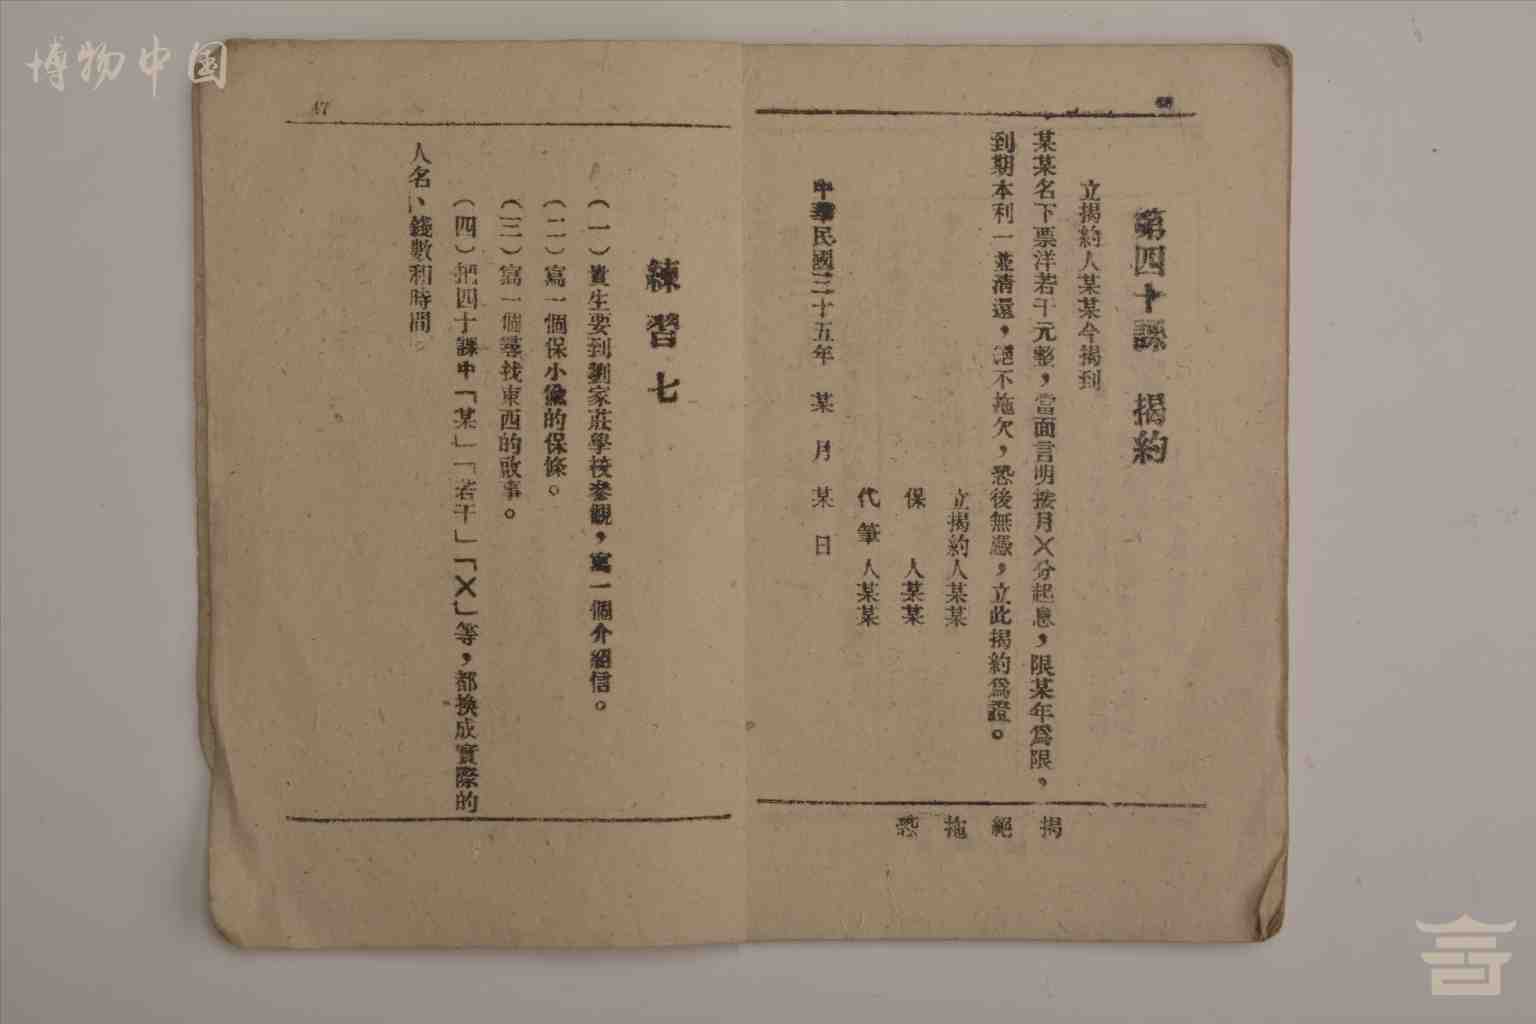 博物中国
第四十課 揭約
立揭約人某某今揭到
某某名下票洋若干元整，當面言明按月×分起息，限某年爲限，
到期本利一並清還，絕不拖欠，恐後無憑，立此揭約爲證。
立揭約人某某
保 人某某
代筆人某某
中華民國三十五年 某月某日
揭 絕 拖 恐
47
練習七
（一）貴生要到劉家莊學校參觀，寫一個介紹信。
（二）寫一個保小儉的保條。
（三）寫一個尋找東西的啟事。
（四）把四十課中「某」「若干」「×」等，都換成實際的
人名、錢數和時間。